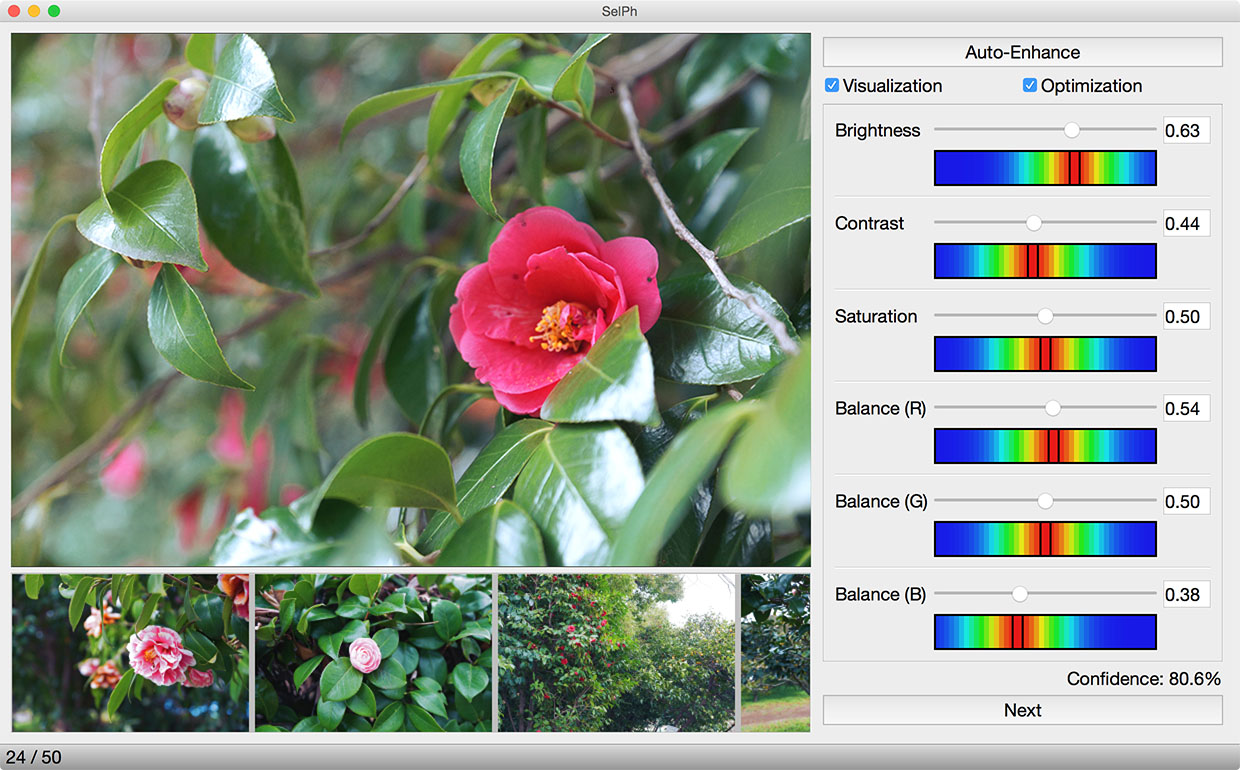 SelPh
Auto-Enhance
Visualization
Optimization
Brightness 0.63
Contrast 0.44
Saturation 0.50
Balance (R) 0.54
Balance (G) 0.50
Balance (B) 0.38
Confidence: 80.6%
Next
24 / 50